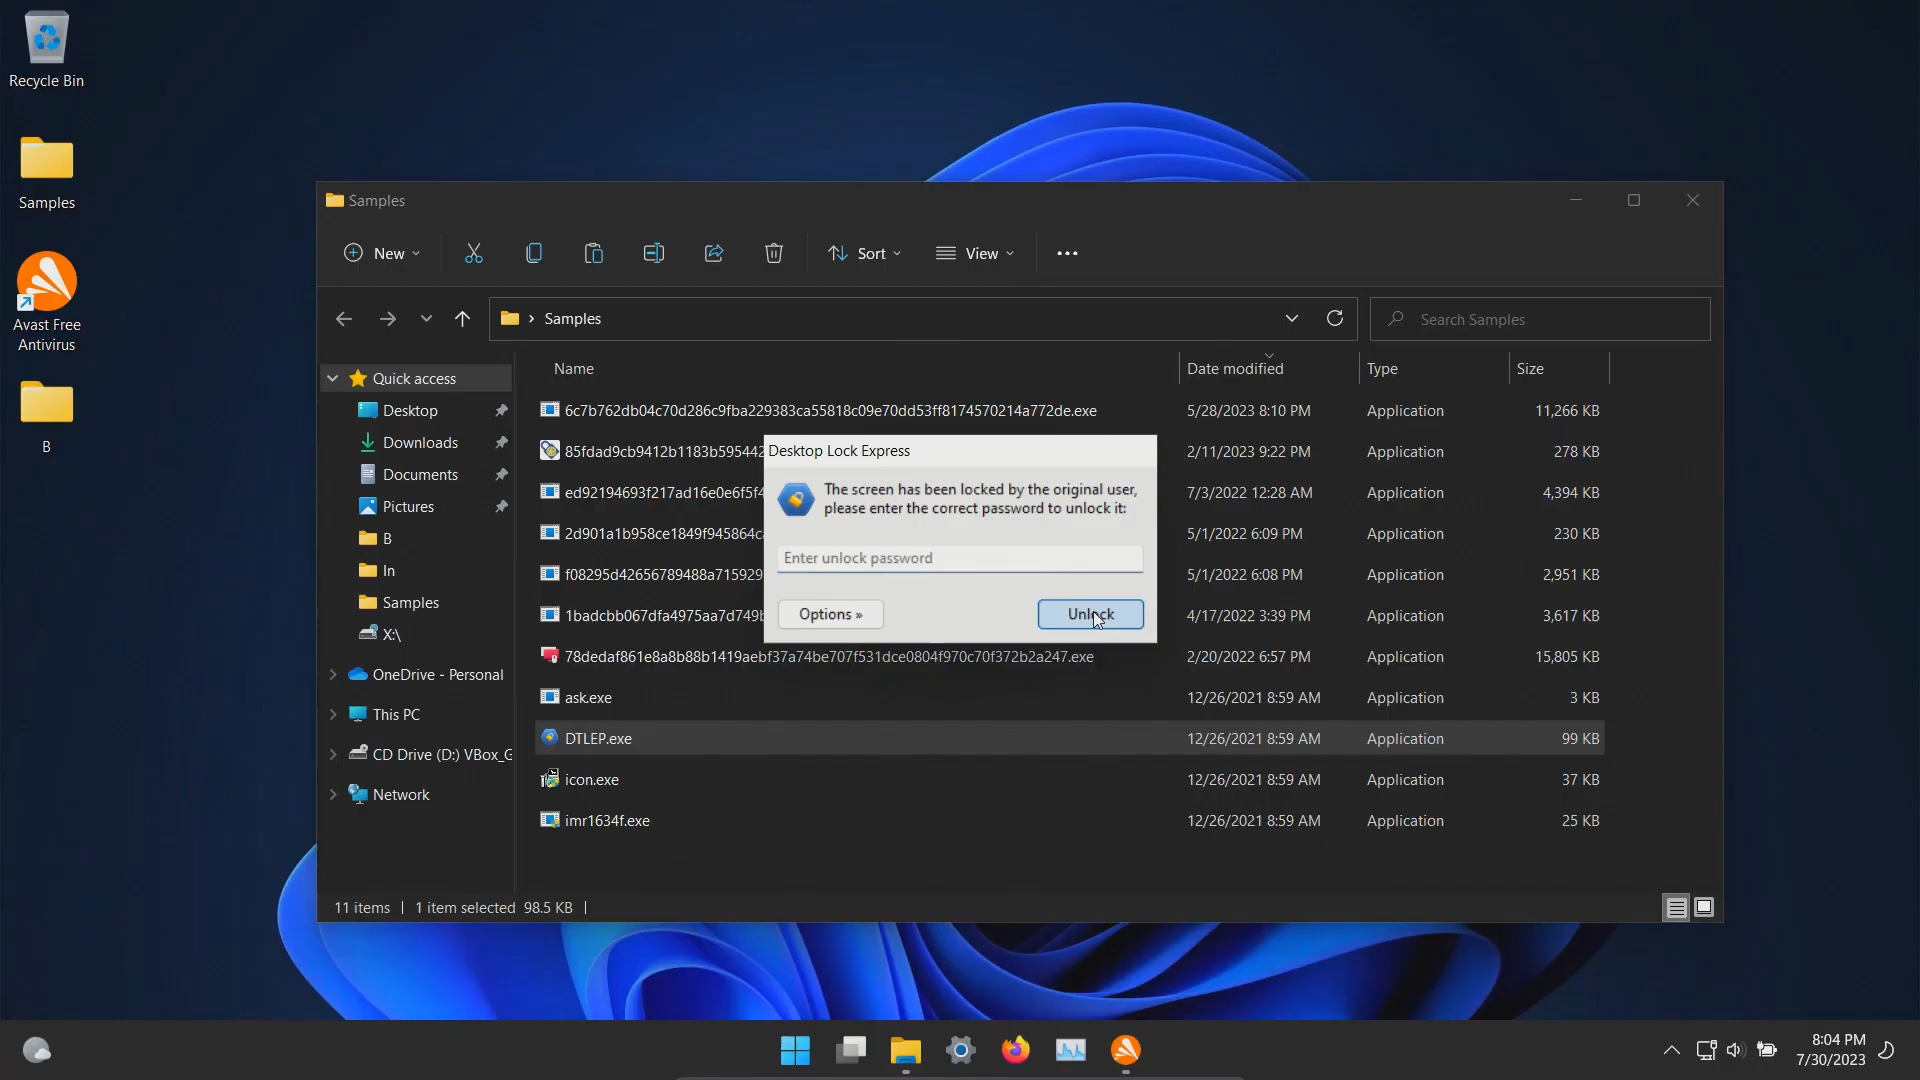 Recycle Bin
Samples
Avast Free
Antivirus
B
Samples
New
Sort
View
Samples
Search Samples
Quick access
Desktop
Downloads
Documents
Pictures
B
In
Samples
X:\
OneDrive - Personal
This PC
CD Drive (D:) VBox_G
Network
Name Date modified Type Size
6c7b762db04c70d286c9fba229383ca55818c09e70dd53ff8174570214a772de.exe 5/28/2023 8:10 PM Application 11,266 KB
85fdad9cb9412b1183b595442 2/11/2023 9:22 PM Application 278 KB
ed92194693f217ad16e0e6f5f4 7/3/2022 12:28 AM Application 4,394 KB
2d901a1b958ce1849f945864c 5/1/2022 6:09 PM Application 230 KB
f08295d42656789488a715929 5/1/2022 6:08 PM Application 2,951 KB
1badcbb067dfa4975aa7d749 4/17/2022 3:39 PM Application 3,617 KB
78dedaf861e8a8b88b1419aebf37a74be707f531dce0804f970c70f372b2a247.exe 2/20/2022 6:57 PM Application 15,805 KB
ask.exe 12/26/2021 8:59 AM Application 3 KB
DTLEP.exe 12/26/2021 8:59 AM Application 99 KB
icon.exe 12/26/2021 8:59 AM Application 37 KB
imr1634f.exe 12/26/2021 8:59 AM Application 25 KB
Desktop Lock Express
The screen has been locked by the original user,
please enter the correct password to unlock it:
Enter unlock password
Options »
Unlock
11 items | 1 item selected 98.5 KB |
8:04 PM
7/30/2023